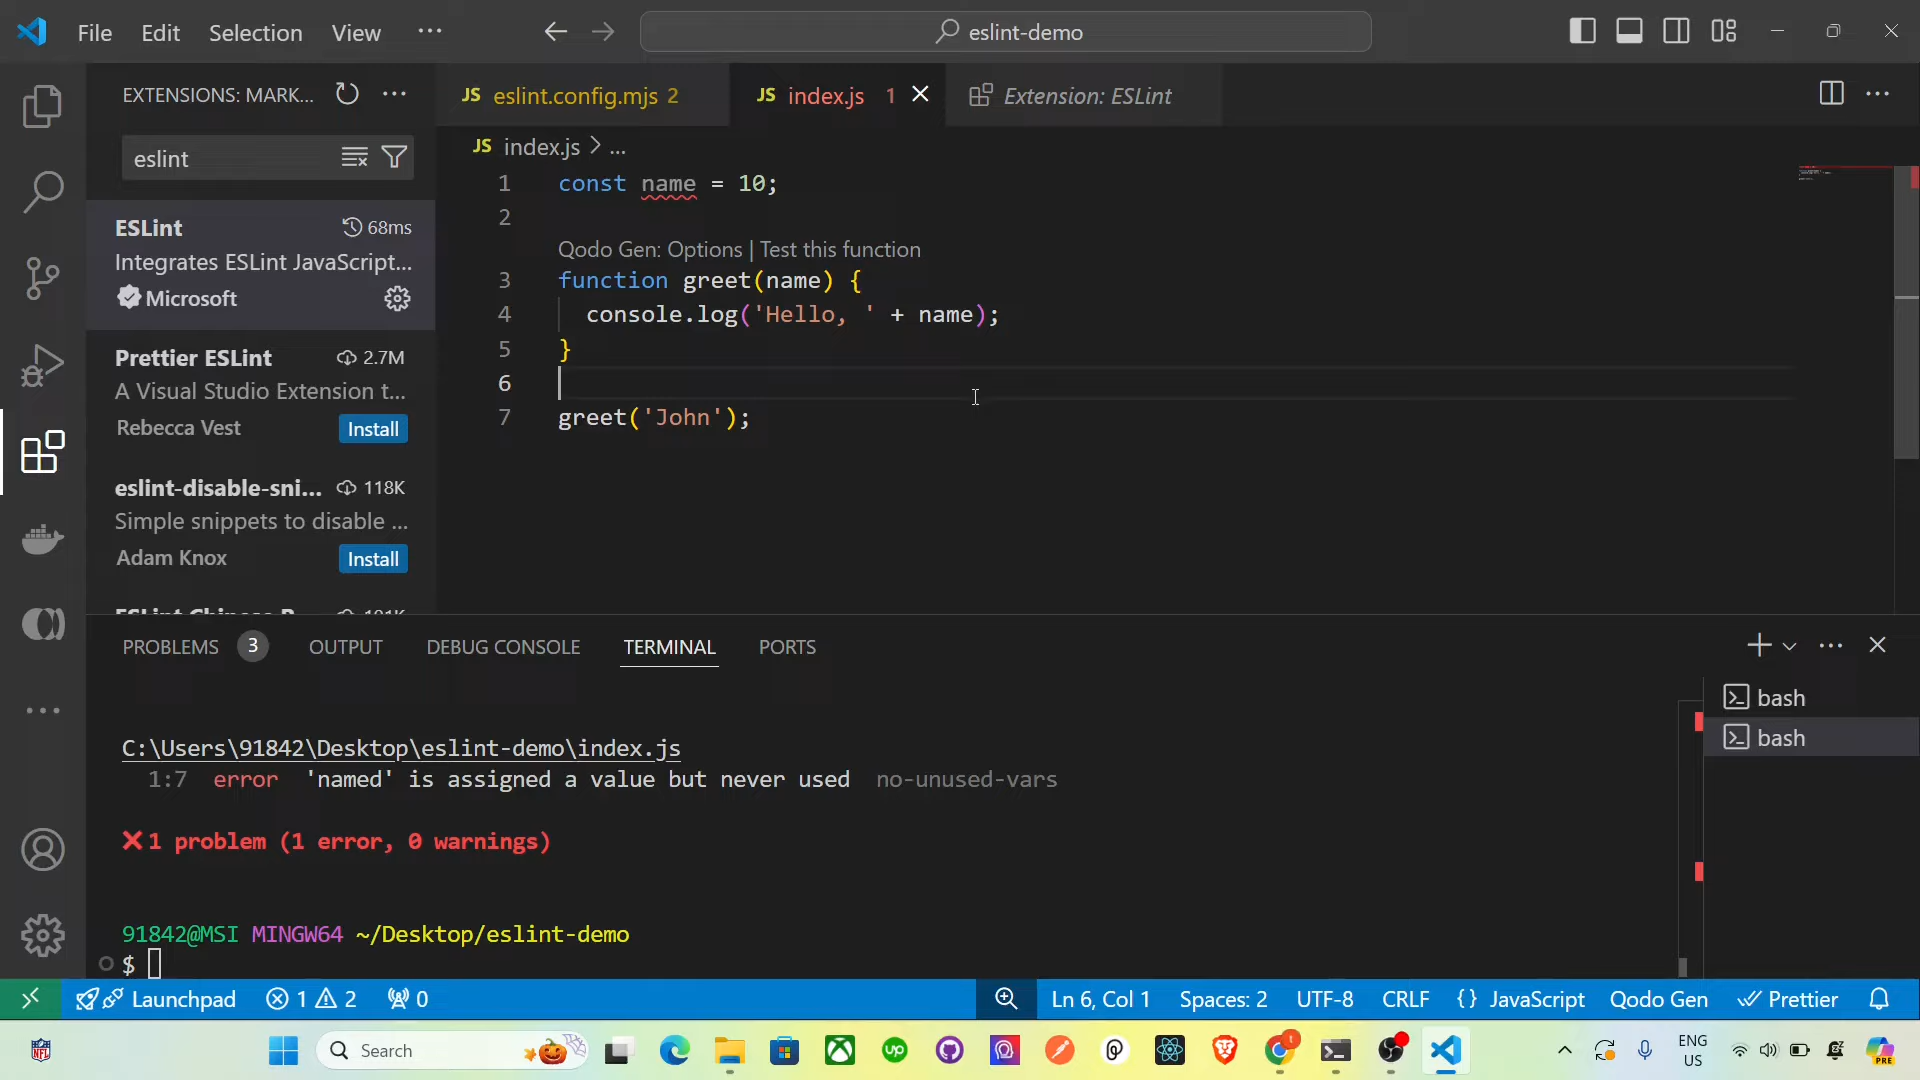 File Edit Selection View ...
eslint-demo
EXTENSIONS: MARK...
JS eslint.config.mjs 2
JS index.js 1
Extension: ESLint
eslint
JS index.js > ...
ESLint 68ms
Integrates ESLint JavaScript...
Microsoft
Prettier ESLint 2.7M
A Visual Studio Extension t...
Rebecca Vest Install
eslint-disable-sni... 118K
Simple snippets to disable ...
Adam Knox Install
1 const name = 10;
2
Qodo Gen: Options | Test this function
3 function greet(name) {
4 console.log('Hello, ' + name);
5 }
6
7 greet('John');
PROBLEMS 3 OUTPUT DEBUG CONSOLE TERMINAL PORTS
bash
bash
C:\Users\91842\Desktop\eslint-demo\index.js
1:7 error 'named' is assigned a value but never used no-unused-vars
1 problem (1 error, 0 warnings)
91842@MSI MINGW64 ~/Desktop/eslint-demo
$
Launchpad 1 2 0
Ln 6, Col 1 Spaces: 2 UTF-8 CRLF {} JavaScript Qodo Gen Prettier
NFL
Search
up
ENG
US
PRE